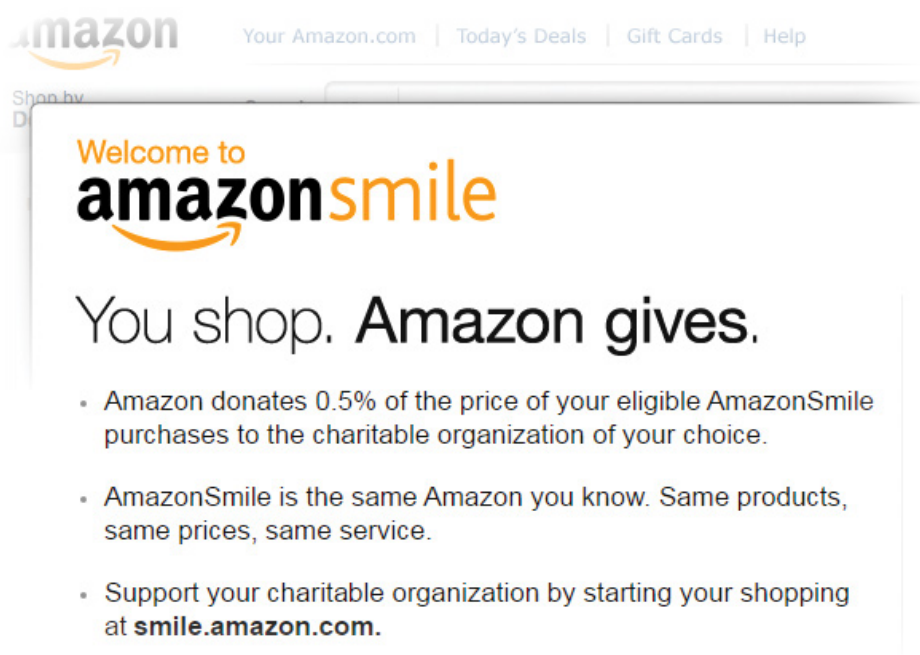 amazon
Your Amazon.com | Today's Deals | Gift Cards | Help
Shop by
Welcome to
amazonsmile
You shop. Amazon gives.
• Amazon donates 0.5% of the price of your eligible AmazonSmile
purchases to the charitable organization of your choice.
• AmazonSmile is the same Amazon you know. Same products,
same prices, same service.
• Support your charitable organization by starting your shopping
at smile.amazon.com.